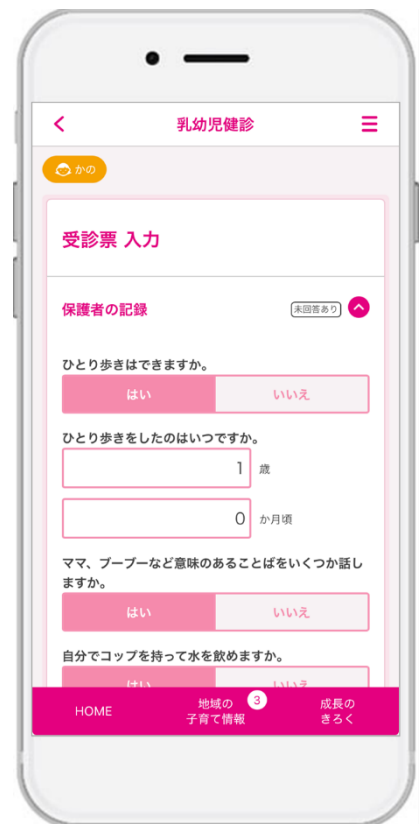 乳幼児健診
かの
受診票 入力
保護者の記録
未回答あり
ひとり歩きはできますか。
はい
いいえ
ひとり歩きをしたのはいつですか。
1 歳
0 か月頃
ママ、ブーブーなど意味のあることばをいくつか話し
ますか。
はい
いいえ
自分でコップを持って水を飲めますか。
はい
いいえ
HOME
地域の
子育て情報
3
成長の
きろく